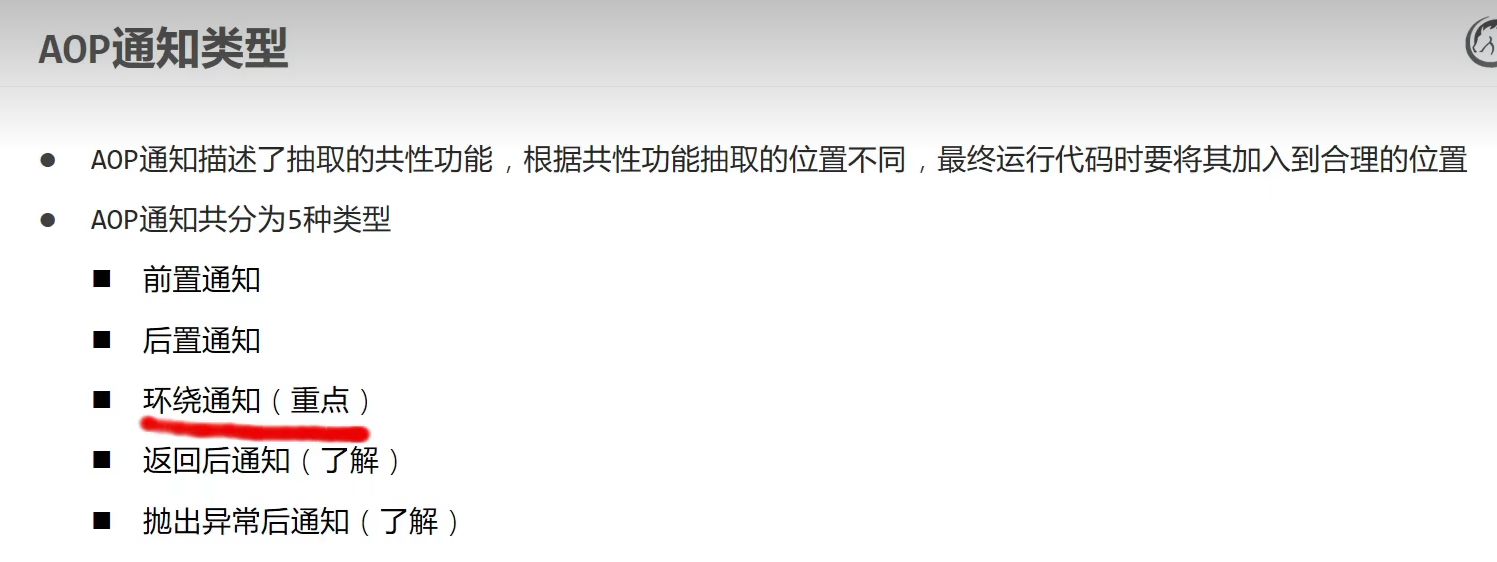 AOP通知类型
AOP通知描述了抽取的共性功能，根据共性功能抽取的位置不同，最终运行代码时要将其加入到合理的位置
AOP通知共分为5种类型
前置通知
后置通知
环绕通知（重点）
返回后通知（了解）
抛出异常后通知（了解）